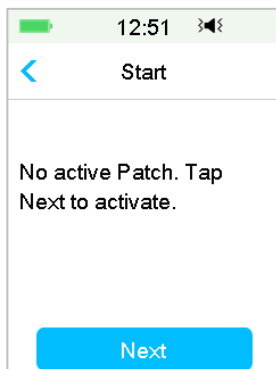 12:51
Start
No active Patch. Tap
Next to activate.
Next